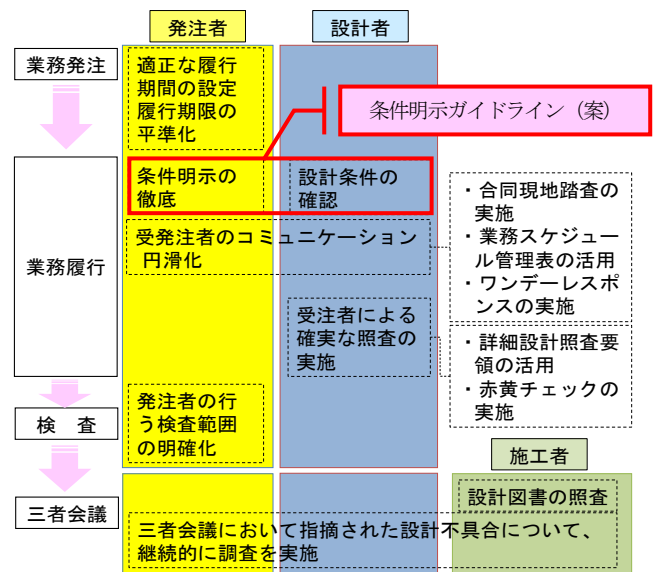 発注者
設計者
業務発注
適正な履行
期間の設定
履行期限の
平準化
条件明示ガイドライン（案）
条件明示の
徹底
設計条件の
確認
・合同現地踏査の
実施
・業務スケジュー
ル管理表の活用
・ワンデーレスポ
ンスの実施
受発注者のコミュニケーション
円滑化
業務履行
受注者による
確実な照査の
実施
・詳細設計照査要
領の活用
・赤黄チェックの
実施
発注者の行
う検査範囲
の明確化
検　査
施工者
三者会議
設計図書の照査
三者会議において指摘された設計不具合について、
継続的に調査を実施